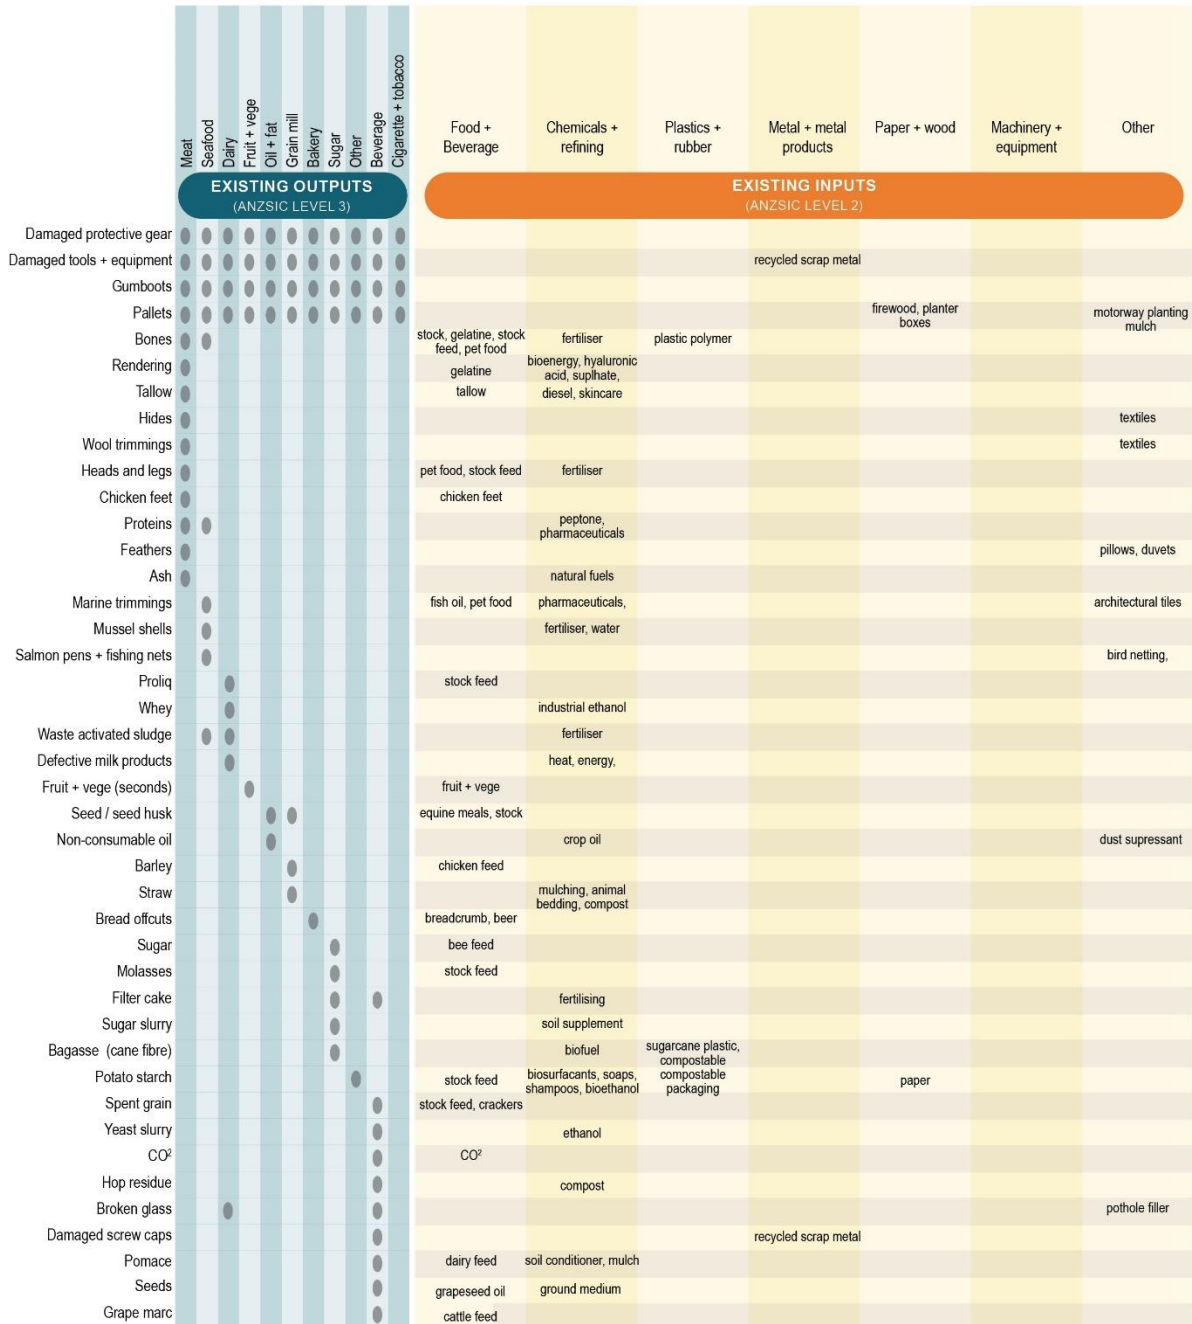 Meat
Seafood
Dairy
Fruit + vege
Oil + fat
Grain mill
Bakery
Sugar
Other
Beverage
Cigarette + tobacco
Food +
Beverage
Chemicals +
refining
Plastics +
rubber
Metal + metal
products
Paper + wood
Machinery +
equipment
Other
EXISTING OUTPUTS
(ANZSIC LEVEL 3)
EXISTING INPUTS
(ANZSIC LEVEL 2)
Damaged protective gear
Damaged tools + equipment recycled scrap metal
Gumboots
Pallets
firewood, planter
boxes
motorway planting
mulch
Bones
stock, gelatine, stock
feed, pet food
fertiliser
plastic polymer
Rendering
gelatine
bioenergy, hyaluronic
acid, suplhate,
Tallow
tallow
diesel, skincare
Hides textiles
Wool trimmings textiles
Heads and legs pet food, stock feed fertiliser
Chicken feet chicken feet
Proteins
peptone,
pharmaceuticals
Feathers pillows, duvets
Ash natural fuels
Marine trimmings fish oil, pet food pharmaceuticals, architectural tiles
Mussel shells fertiliser, water
Salmon pens + fishing nets bird netting,
Proliq stock feed
Whey industrial ethanol
Waste activated sludge fertiliser
Defective milk products heat, energy,
Fruit + vege (seconds) fruit + vege
Seed / seed husk equine meals, stock
Non-consumable oil crop oil dust supressant
Barley chicken feed
Straw
mulching, animal
bedding, compost
Bread offcuts breadcrumb, beer
Sugar bee feed
Molasses stock feed
Filter cake fertilising
Sugar slurry soil supplement
Bagasse (cane fibre) biofuel
sugarcane plastic,
compostable
Potato starch stock feed
biosurfacants, soaps,
shampoos, bioethanol
compostable
packaging
paper
Spent grain stock feed, crackers
Yeast slurry ethanol
CO² CO²
Hop residue compost
Broken glass pothole filler
Damaged screw caps recycled scrap metal
Pomace dairy feed soil conditioner, mulch
Seeds grapeseed oil ground medium
Grape marc cattle feed